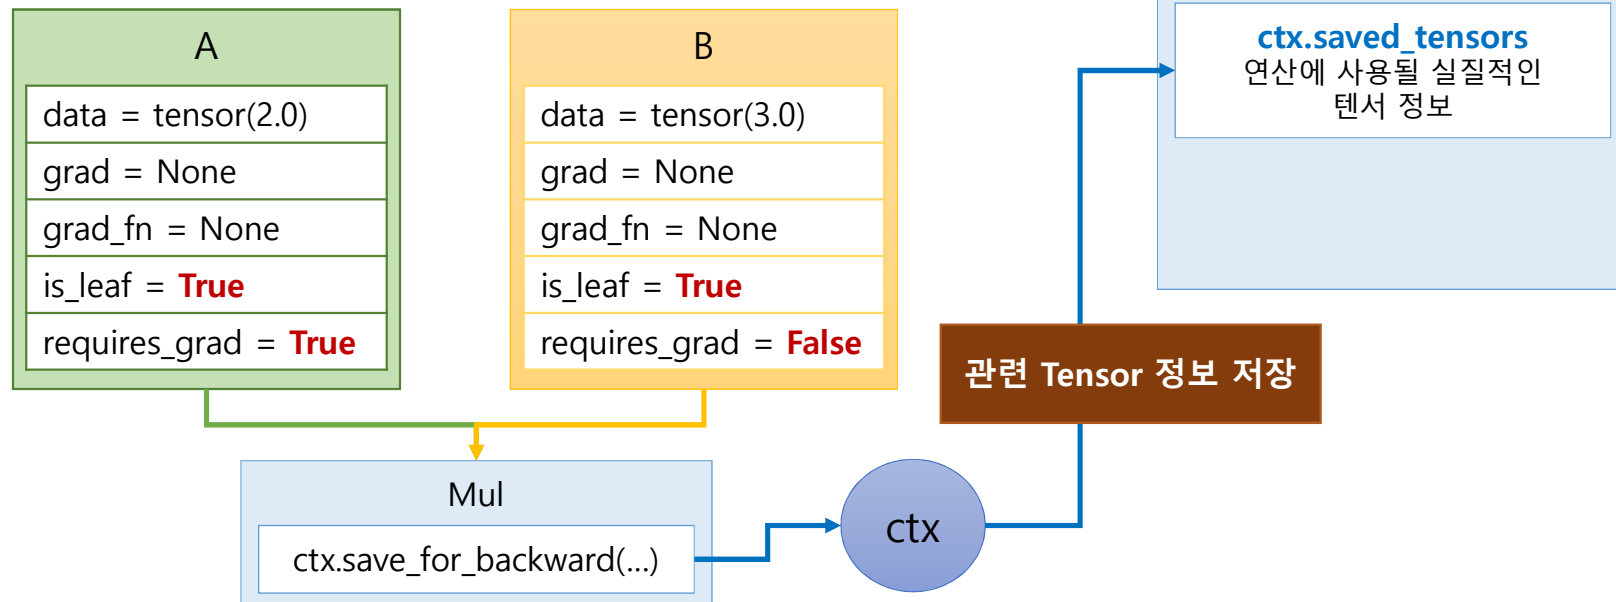 A
data = tensor(2.0)
grad = None
grad_fn = None
is_leaf = True
requires_grad = True
B
data = tensor(3.0)
grad = None
grad_fn = None
is_leaf = True
requires_grad = False
ctx.saved_tensors
연산에 사용될 실질적인
텐서 정보
관련 Tensor 정보 저장
Mul
ctx.save_for_backward(...)
ctx